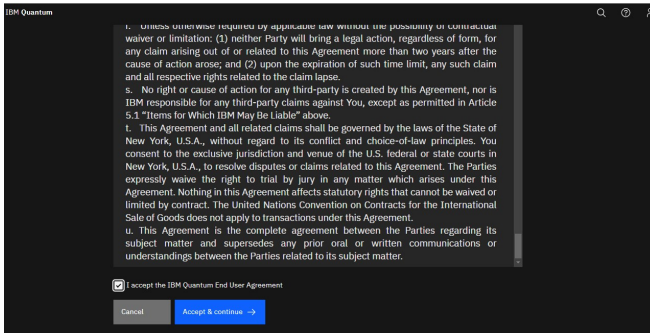 IBM Quantum
r. Unless otherwise required by applicable law without the possibility of contractual
waiver or limitation: (1) neither Party will bring a legal action, regardless of form, for
any claim arising out of or related to this Agreement more than two years after the
cause of action arose; and (2) upon the expiration of such time limit, any such claim
and all respective rights related to the claim lapse.
s. No right or cause of action for any third-party is created by this Agreement, nor is
IBM responsible for any third-party claims against You, except as permitted in Article
5.1 "Items for Which IBM May Be Liable" above.
t. This Agreement and all related claims shall be governed by the laws of the State of
New York, U.S.A., without regard to its conflict and choice-of-law principles. You
consent to the exclusive jurisdiction and venue of the U.S. federal or state courts in
New York, U.S.A., to resolve disputes or claims related to this Agreement. The Parties
expressly waive the right to trial by jury in any matter which arises under this
Agreement. Nothing in this Agreement affects statutory rights that cannot be waived or
limited by contract. The United Nations Convention on Contracts for the International
Sale of Goods does not apply to transactions under this Agreement.
u. This Agreement is the complete agreement between the Parties regarding its
subject matter and supersedes any prior oral or written communications or
understandings between the Parties related to its subject matter.
I accept the IBM Quantum End User Agreement
Cancel
Accept & continue →